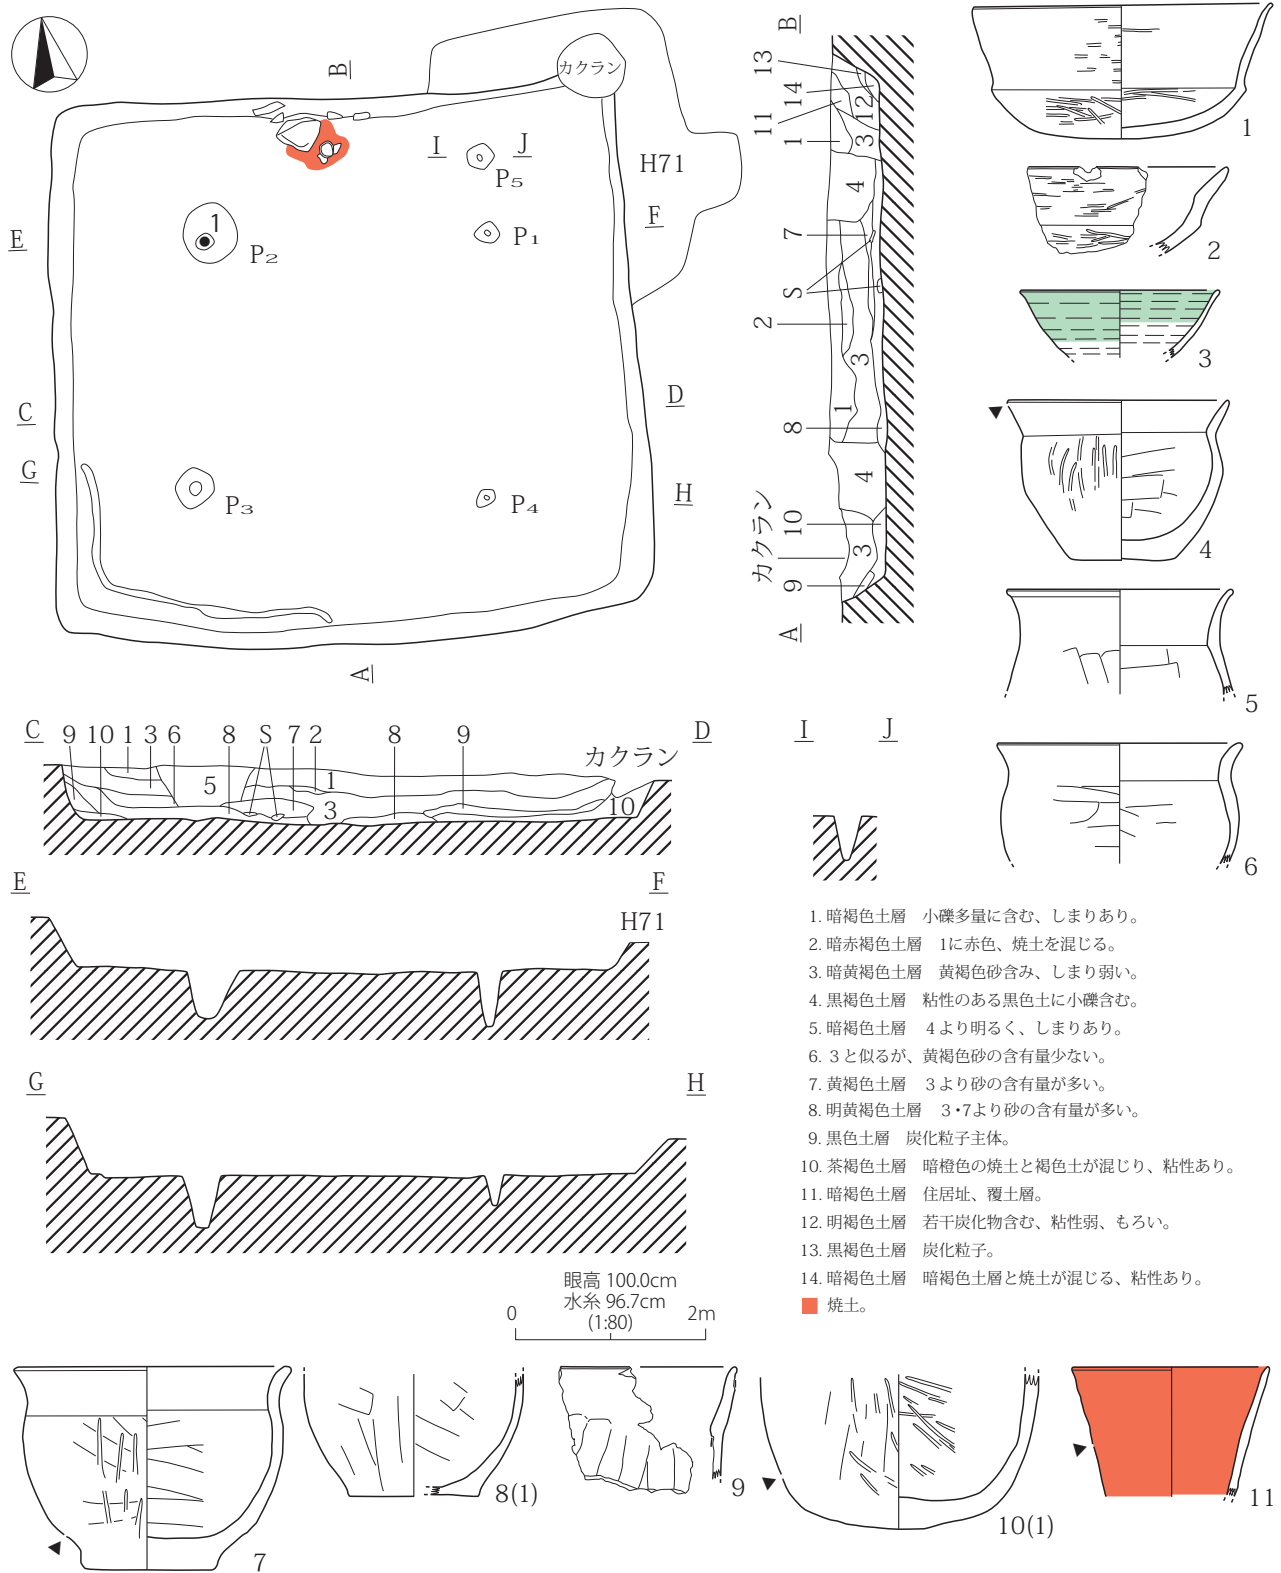 カクラン
B
I
J
P₅
H71
F
P₁
E
1
P₂
C
D
G
H
P₃
P₄
A
B
13
14
11
12
1
3
4
7
S
2
3
1
8
4
カクラン
10
3
9
A
1
2
3
4
5
6
C 9 10 1 3 6 8 S 7 2 8 9 カクラン D
5 1 3 10
I J
E F
H71
G H
1. 暗褐色土層　小礫多量に含む、しまりあり。
2. 暗赤褐色土層　1に赤色、焼土を混じる。
3. 暗黄褐色土層　黄褐色砂含み、しまり弱い。
4. 黒褐色土層　粘性のある黒色土に小礫含む。
5. 暗褐色土層　4より明るく、しまりあり。
6. 3と似るが、黄褐色砂の含有量少ない。
7. 黄褐色土層　3より砂の含有量が多い。
8. 明黄褐色土層　3・7より砂の含有量が多い。
9. 黒色土層　炭化粒子主体。
10. 茶褐色土層　暗橙色の焼土と褐色土が混じり、粘性あり。
11. 暗褐色土層　住居址、覆土層。
12. 明褐色土層　若干炭化物含む、粘性弱、もろい。
13. 黒褐色土層　炭化粒子。
14. 暗褐色土層　暗褐色土層と焼土が混じる、粘性あり。
焼土。
眼高 100.0cm
水糸 96.7cm
(1:80)
0 2m
7
8(1)
9
10(1)
11